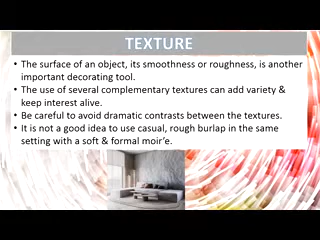 TEXTURE
• The surface of an object, its smoothness or roughness, is another
important decorating tool.
• The use of several complementary textures can add variety &
keep interest alive.
• Be careful to avoid dramatic contrasts between the textures.
• It is not a good idea to use casual, rough burlap in the same
setting with a soft & formal moir’e.